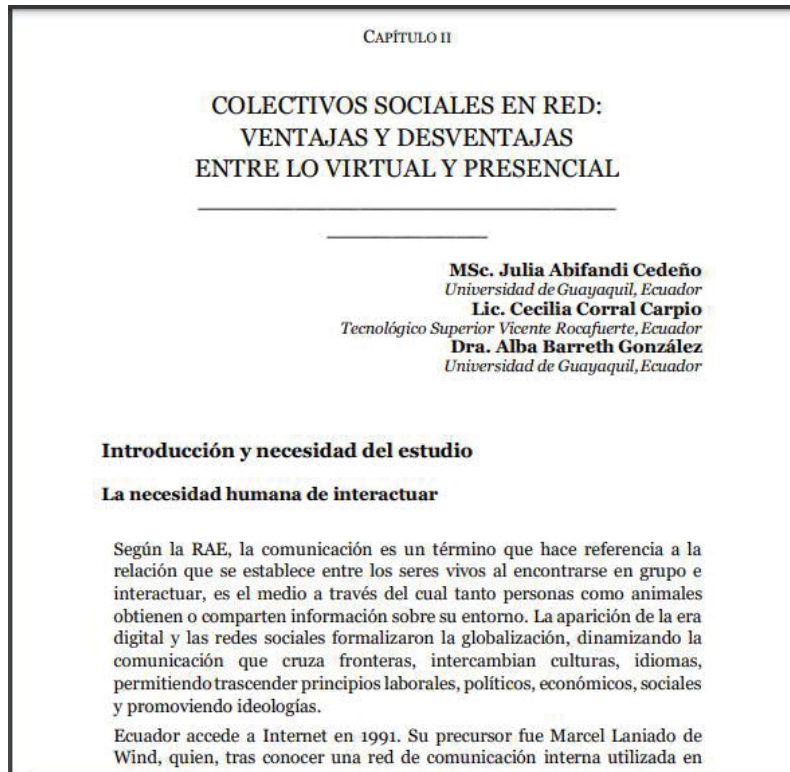 CAPÍTULO II
COLECTIVOS SOCIALES EN RED:
VENTAJAS Y DESVENTAJAS
ENTRE LO VIRTUAL Y PRESENCIAL
MSc. Julia Abifandi Cedeño
Universidad de Guayaquil, Ecuador
Lic. Cecilia Corral Carpio
Tecnológico Superior Vicente Rocafuerte, Ecuador
Dra. Alba Barreth González
Universidad de Guayaquil, Ecuador
Introducción y necesidad del estudio
La necesidad humana de interactuar
Según la RAE, la comunicación es un término que hace referencia a la
relación que se establece entre los seres vivos al encontrarse en grupo e
interactuar, es el medio a través del cual tanto personas como animales
obtienen o comparten información sobre su entorno. La aparición de la era
digital y las redes sociales formalizaron la globalización, dinamizando la
comunicación que cruza fronteras, intercambian culturas, idiomas,
permitiendo trascender principios laborales, políticos, económicos, sociales
y promoviendo ideologías.
Ecuador accede a Internet en 1991. Su precursor fue Marcel Laniado de
Wind, quien, tras conocer una red de comunicación interna utilizada en